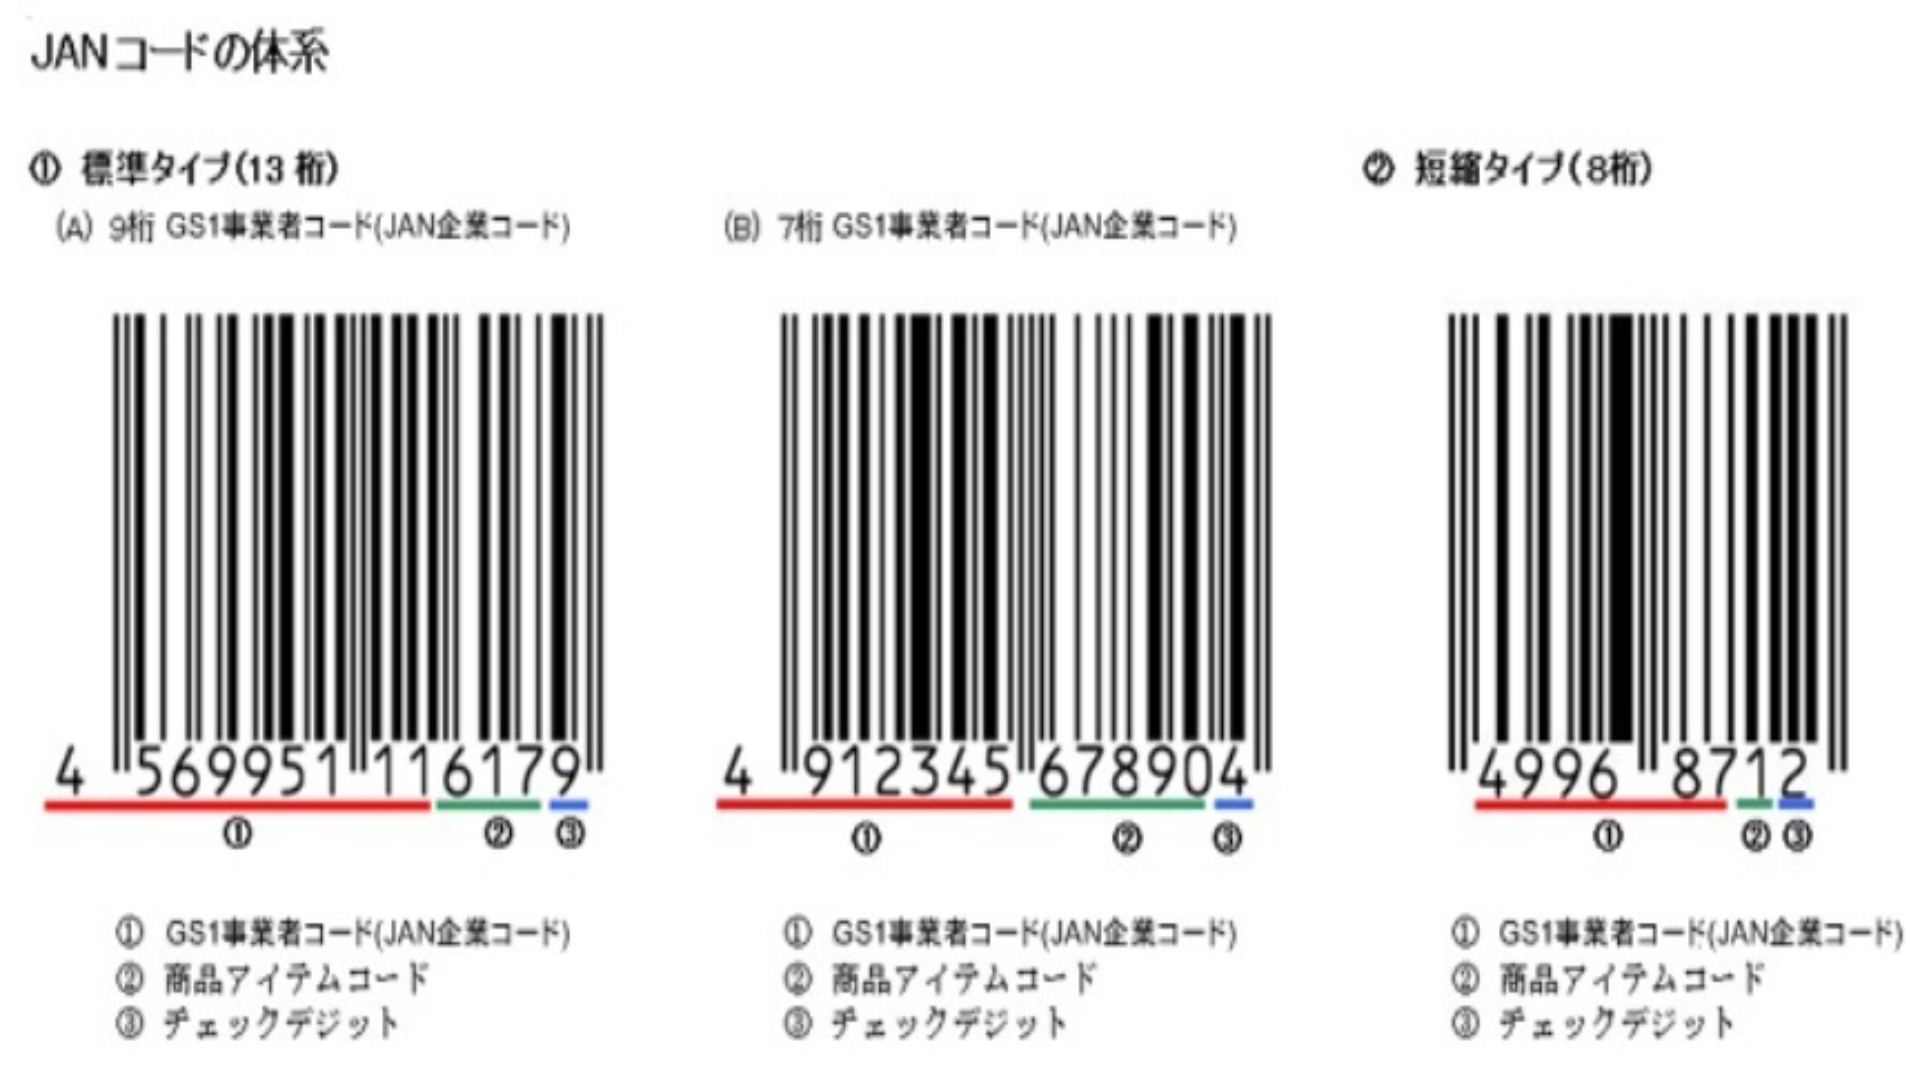 JANコードの体系
① 標準タイプ(13 桁)
(A) 9桁 GS1事業者コード(JAN企業コード)
4 569951 116179
① ② ③
① GS1事業者コード(JAN企業コード)
② 商品アイテムコード
③ チェックデジット
(B) 7桁 GS1事業者コード(JAN企業コード)
4 912345 678904
① ② ③
① GS1事業者コード(JAN企業コード)
② 商品アイテムコード
③ チェックデジット
② 短縮タイプ(8桁)
4996 8712
① ② ③
① GS1事業者コード(JAN企業コード)
② 商品アイテムコード
③ チェックデジット